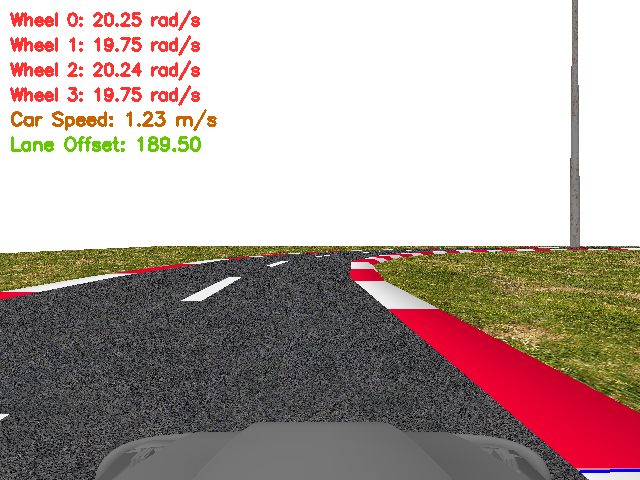 Wheel 0: 20.25 rad/s
Wheel 1: 19.75 rad/s
Wheel 2: 20.24 rad/s
Wheel 3: 19.75 rad/s
Car Speed: 1.23 m/s
Lane Offset: 189.50